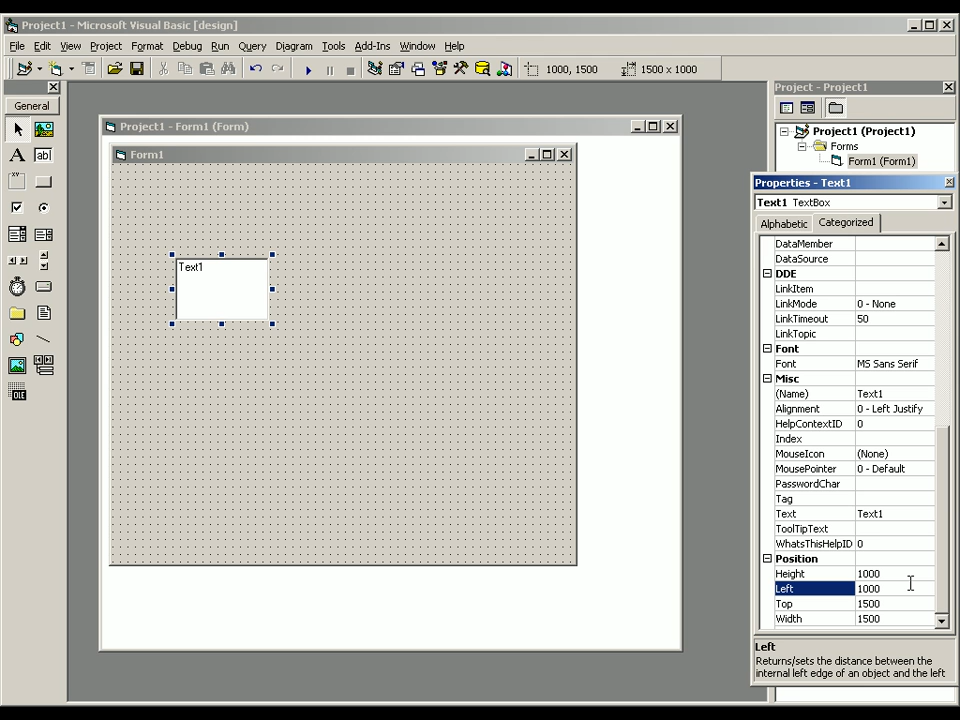 Project1 - Microsoft Visual Basic [design]
File Edit View Project Format Debug Run Query Diagram Tools Add-Ins Window Help
1000, 1500 1500 x 1000
General
A ab|
xv
OLE
Project1 - Form1 (Form)
Form1
Text1
Project - Project1
Project1 (Project1)
Forms
Form1 (Form1)
Properties - Text1
Text1 TextBox
Alphabetic Categorized
DataMember
DataSource
DDE
LinkItem
LinkMode 0 - None
LinkTimeout 50
LinkTopic
Font
Font MS Sans Serif
Misc
(Name) Text1
Alignment 0 - Left Justify
HelpContextID 0
Index
MouseIcon (None)
MousePointer 0 - Default
PasswordChar
Tag
Text Text1
ToolTipText
WhatsThisHelpID 0
Position
Height 1000
Left 1000
Top 1500
Width 1500
Left
Returns/sets the distance between the
internal left edge of an object and the left